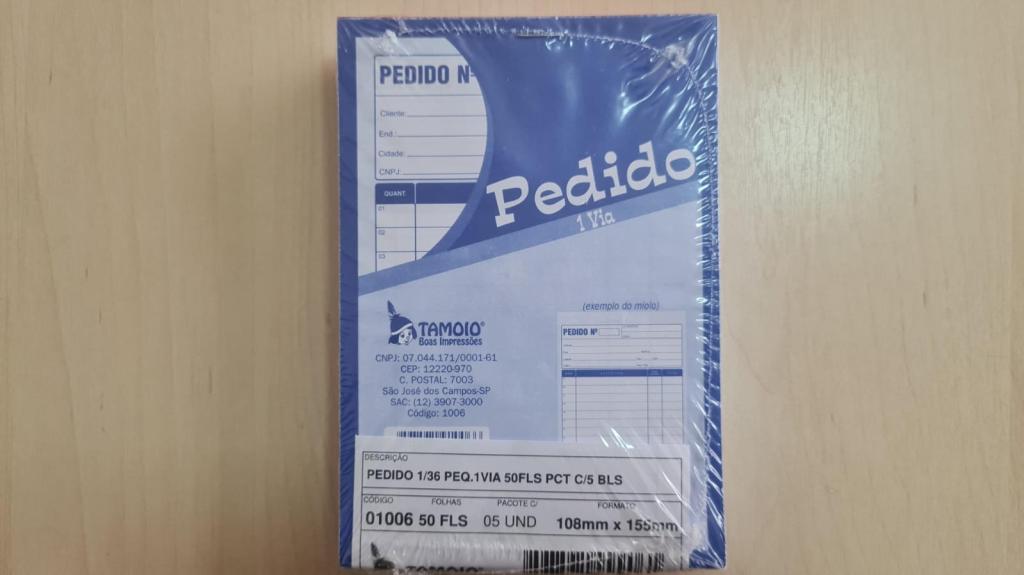 PEDIDO Nº
Cliente:
End.:
Cidade:
CNPJ:
QUANT.
01
02
03
Pedido
1 Via
(exemplo do miolo)
PEDIDO Nº
TAMOIO®
Boas Impressões
CNPJ: 07.044.171/0001-61
CEP: 12220-970
C. POSTAL: 7003
São José dos Campos-SP
SAC: (12) 3907-3000
Código: 1006
DESCRIÇÃO
PEDIDO 1/36 PEQ.1VIA 50FLS PCT C/5 BLS
CÓDIGO FOLHAS PACOTE C/ FORMATO
01006 50 FLS 05 UND 108mm x 155mm
TAMOIO